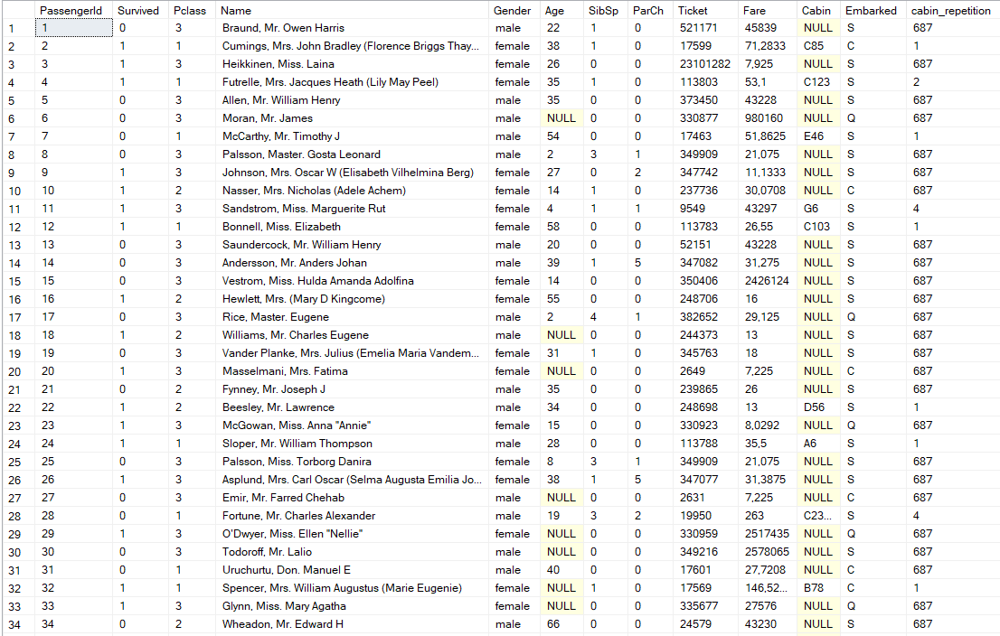 PassengerId Survived Pclass Name Gender Age SibSp ParCh Ticket Fare Cabin Embarked cabin_repetition
1 1 0 3 Braund, Mr. Owen Harris male 22 1 0 521171 45839 NULL S 687
2 2 1 1 Cumings, Mrs. John Bradley (Florence Briggs Thay... female 38 1 0 17599 71,2833 C85 C 1
3 3 1 3 Heikkinen, Miss. Laina female 26 0 0 23101282 7,925 NULL S 687
4 4 1 1 Futrelle, Mrs. Jacques Heath (Lily May Peel) female 35 1 0 113803 53,1 C123 S 2
5 5 0 3 Allen, Mr. William Henry male 35 0 0 373450 43228 NULL S 687
6 6 0 3 Moran, Mr. James male NULL 0 0 330877 980160 NULL Q 687
7 7 0 1 McCarthy, Mr. Timothy J male 54 0 0 17463 51,8625 E46 S 1
8 8 0 3 Palsson, Master. Gosta Leonard male 2 3 1 349909 21,075 NULL S 687
9 9 1 3 Johnson, Mrs. Oscar W (Elisabeth Vilhelmina Berg) female 27 0 2 347742 11,1333 NULL S 687
10 10 1 2 Nasser, Mrs. Nicholas (Adele Achem) female 14 1 0 237736 30,0708 NULL C 687
11 11 1 3 Sandstrom, Miss. Marguerite Rut female 4 1 1 9549 43297 G6 S 4
12 12 1 1 Bonnell, Miss. Elizabeth female 58 0 0 113783 26,55 C103 S 1
13 13 0 3 Saundercock, Mr. William Henry male 20 0 0 52151 43228 NULL S 687
14 14 0 3 Andersson, Mr. Anders Johan male 39 1 5 347082 31,275 NULL S 687
15 15 0 3 Vestrom, Miss. Hulda Amanda Adolfina female 14 0 0 350406 2426124 NULL S 687
16 16 1 2 Hewlett, Mrs. (Mary D Kingcome) female 55 0 0 248706 16 NULL S 687
17 17 0 3 Rice, Master. Eugene male 2 4 1 382652 29,125 NULL Q 687
18 18 1 2 Williams, Mr. Charles Eugene male NULL 0 0 244373 13 NULL S 687
19 19 0 3 Vander Planke, Mrs. Julius (Emelia Maria Vandem... female 31 1 0 345763 18 NULL S 687
20 20 1 3 Masselmani, Mrs. Fatima female NULL 0 0 2649 7,225 NULL C 687
21 21 0 2 Fynney, Mr. Joseph J male 35 0 0 239865 26 NULL S 687
22 22 1 2 Beesley, Mr. Lawrence male 34 0 0 248698 13 D56 S 1
23 23 1 3 McGowan, Miss. Anna "Annie" female 15 0 0 330923 8,0292 NULL Q 687
24 24 1 1 Sloper, Mr. William Thompson male 28 0 0 113788 35,5 A6 S 1
25 25 0 3 Palsson, Miss. Torborg Danira female 8 3 1 349909 21,075 NULL S 687
26 26 1 3 Asplund, Mrs. Carl Oscar (Selma Augusta Emilia Jo... female 38 1 5 347077 31,3875 NULL S 687
27 27 0 3 Emir, Mr. Farred Chehab male NULL 0 0 2631 7,225 NULL C 687
28 28 0 1 Fortune, Mr. Charles Alexander male 19 3 2 19950 263 C23... S 4
29 29 1 3 O'Dwyer, Miss. Ellen "Nellie" female NULL 0 0 330959 2517435 NULL Q 687
30 30 0 3 Todoroff, Mr. Lalio male NULL 0 0 349216 2578065 NULL S 687
31 31 0 1 Uruchurtu, Don. Manuel E male 40 0 0 17601 27,7208 NULL C 687
32 32 1 1 Spencer, Mrs. William Augustus (Marie Eugenie) female NULL 1 0 17569 146,52... B78 C 1
33 33 1 3 Glynn, Miss. Mary Agatha female NULL 0 0 335677 27576 NULL Q 687
34 34 0 2 Wheadon, Mr. Edward H male 66 0 0 24579 43230 NULL S 687